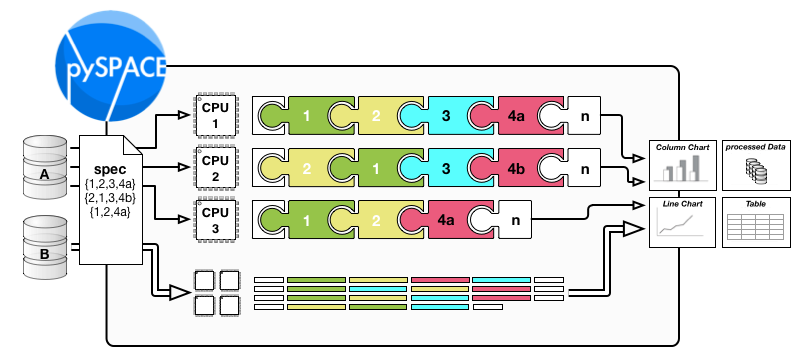 pySPACE
A
B
spec
{1,2,3,4a}
{2,1,3,4b}
{1,2,4a}
CPU
1
1 2 3 4a n
CPU
2
2 1 3 4b n
CPU
3
1 2 4a n
Column Chart
processed Data
Line Chart
Table